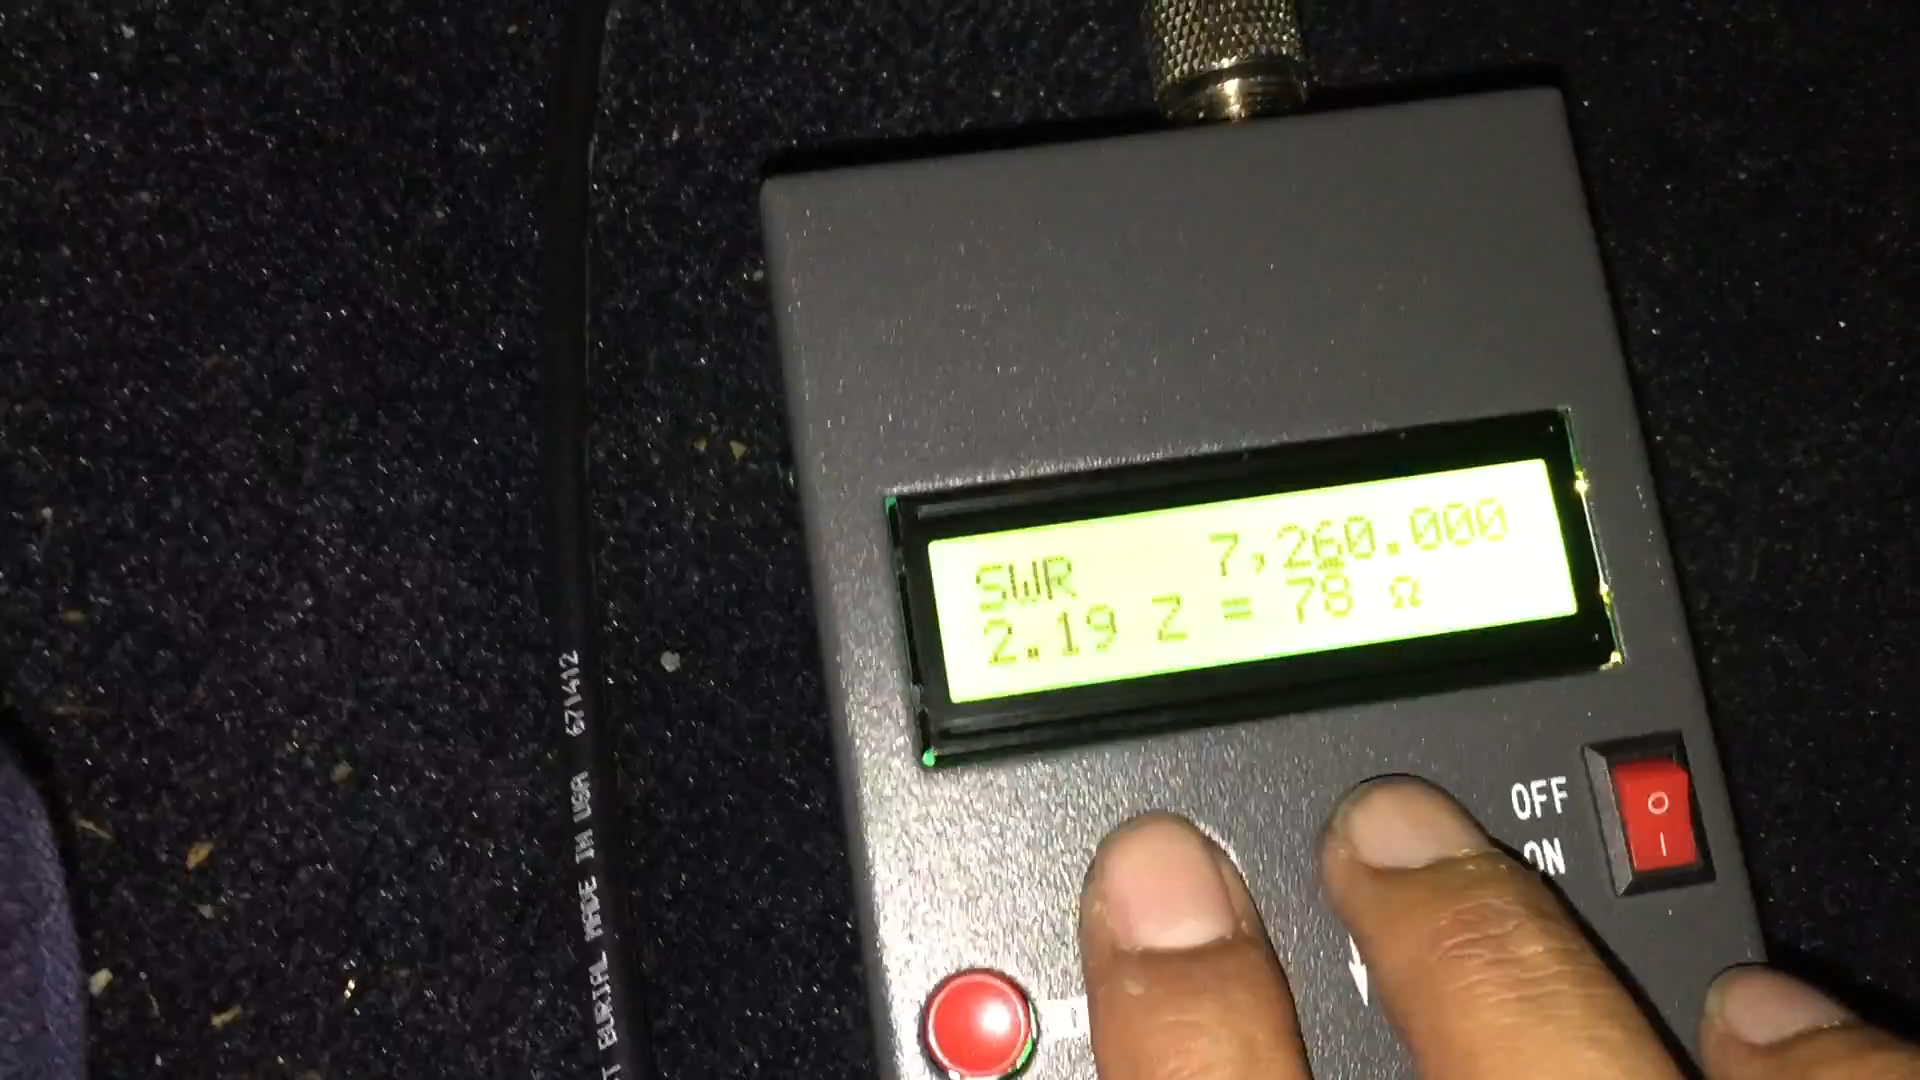 SWR 7,260.000
2.19 Z = 78 Ω
OFF
ON
O
I
T BURIAL MADE IN USA 671412